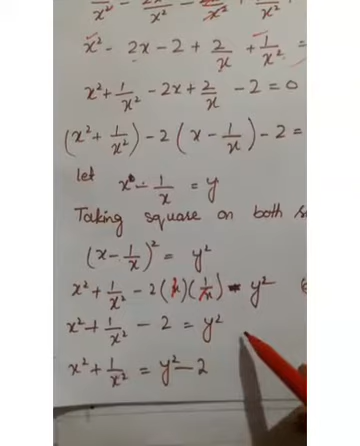 x² - 2x - 2 + 2/x + 1/x² =
x² + 1/x² - 2x + 2/x - 2 = 0
(x² + 1/x²) - 2(x - 1/x) - 2 =
let
x - 1/x = y
Taking square on both
(x - 1/x)² = y²
x² + 1/x² - 2(x)(1/x) = y²
x² + 1/x² - 2 = y²
x² + 1/x² = y² - 2